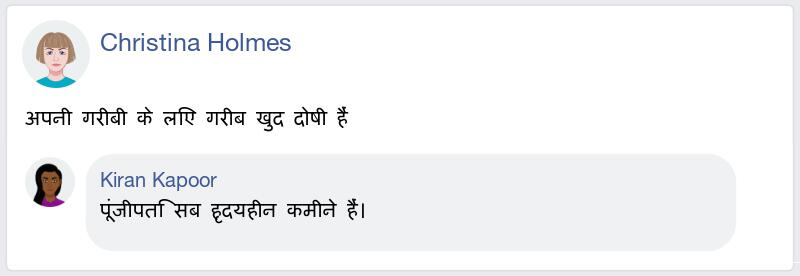 Christina Holmes
अपनी गरीबी के लिए गरीब खुद दोषी हैं
Kiran Kapoor
पूंजीपति सब हृदयहीन कमीने हैं।